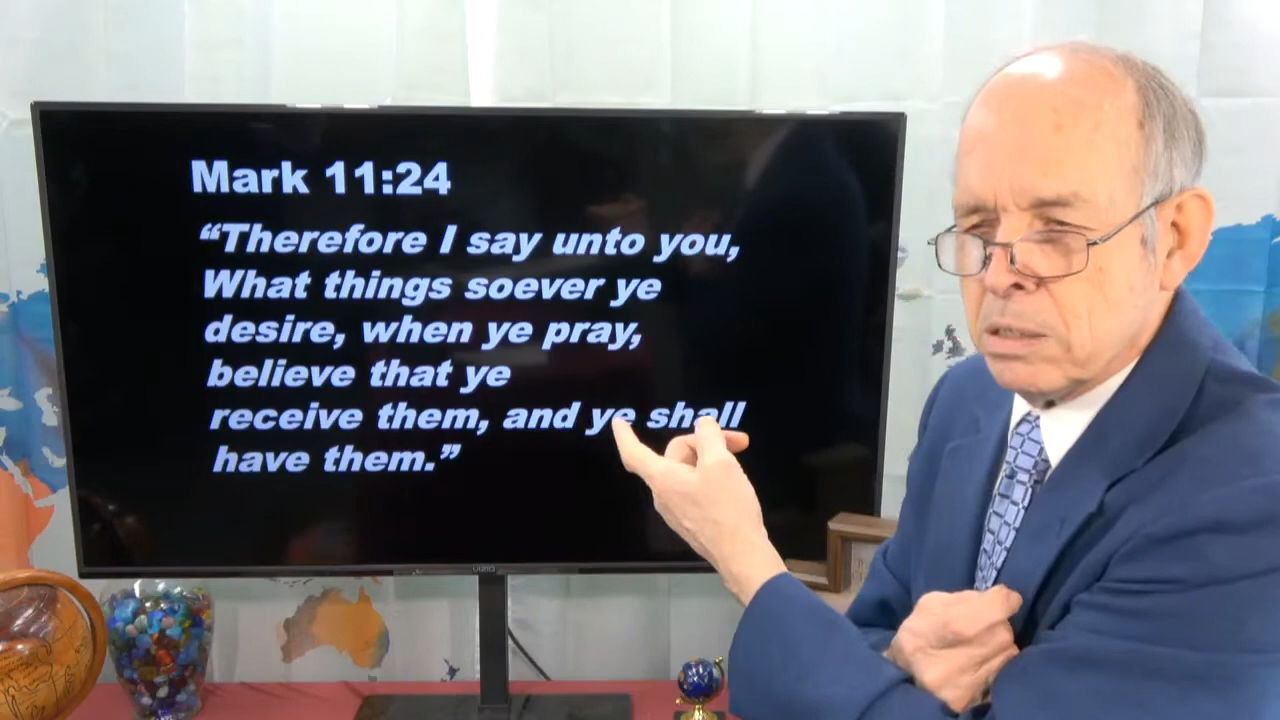 Mark 11:24
“Therefore I say unto you,
What things soever ye
desire, when ye pray,
believe that ye
receive them, and ye shall
have them.”